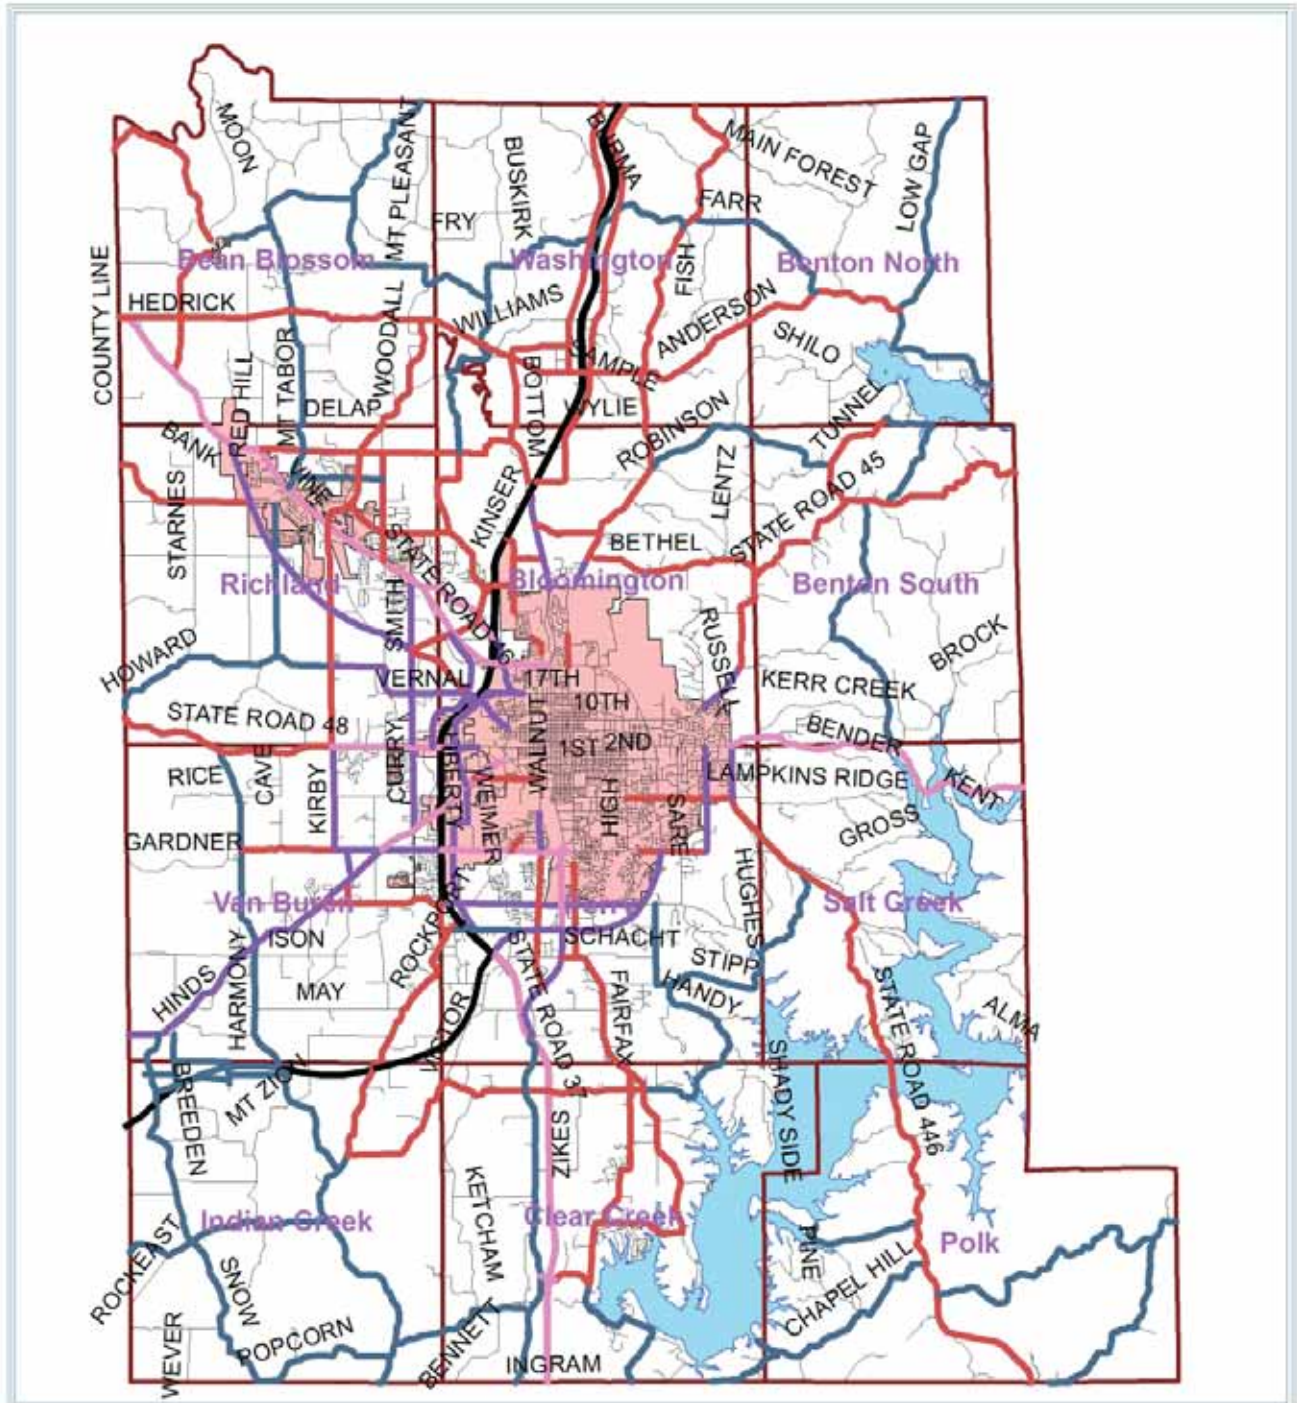 MOON
MT PLEASANT
BUSKIRK
BURMA
MAIN FOREST
LOW GAP
FARR
FRY
Bean Blossom
Washington
FISH
Benton North
COUNTY LINE
HEDRICK
WOODALL
WILLIAMS
ANDERSON
SHILO
RED HILL
MT TABOR
SAMPLE
BOTTOM
DELAP
WYLIE
TUNNEL
BANK
ROBINSON
VINE
STARNES
KINSER
LENTZ
STATE ROAD 45
STATE ROAD 46
BETHEL
Richland
SMITH
Bloomington
Benton South
RUSSELL
BROCK
HOWARD
VERNAL
17TH
KERR CREEK
10TH
STATE ROAD 48
WALNUT
BENDER
1ST
2ND
RICE
CAVE
CURRY
LIBERTY
WEIMER
LAMPKINS RIDGE
KENT
KIRBY
HIGH
SARE
GROSS
GARDNER
HUGHES
Van Buren
Salt Creek
ROCKPORT
ISON
SCHACHT
HARMONY
STATE ROAD 37
STIPP
HINDS
MAY
HANDY
FAIRFAX
STATE ROAD 446
ALMA
VICTOR
SHADY SIDE
MT ZION
BREEDEN
ZIKES
KETCHAM
Indian Creek
Clear Creek
Polk
PINE
ROCKEAST
SNOW
CHAPEL HILL
POPCORN
BENNETT
INGRAM
WEVER